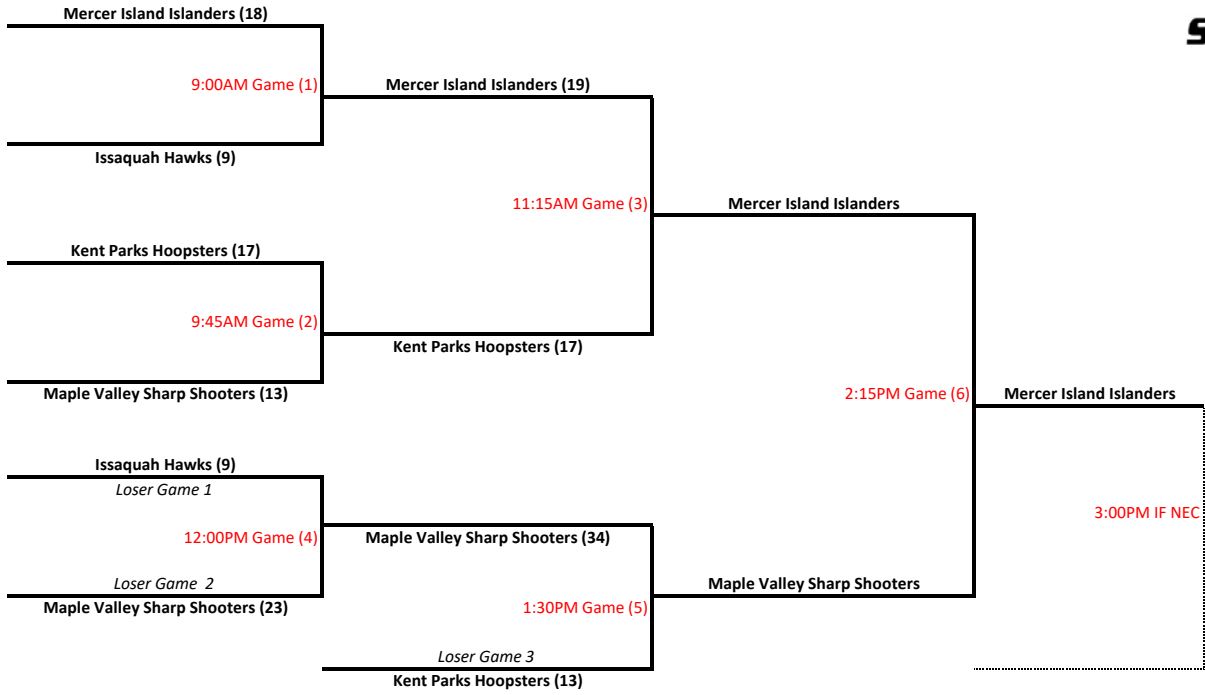 Mercer Island Islanders (18)
9:00AM Game (1)
Mercer Island Islanders (19)
Issaquah Hawks (9)
11:15AM Game (3)
Mercer Island Islanders
Kent Parks Hoopsters (17)
9:45AM Game (2)
Kent Parks Hoopsters (17)
Maple Valley Sharp Shooters (13)
2:15PM Game (6)
Mercer Island Islanders
Issaquah Hawks (9)
Loser Game 1
12:00PM Game (4)
Maple Valley Sharp Shooters (34)
3:00PM IF NEC
Loser Game 2
Maple Valley Sharp Shooters (23)
Maple Valley Sharp Shooters
1:30PM Game (5)
Loser Game 3
Kent Parks Hoopsters (13)